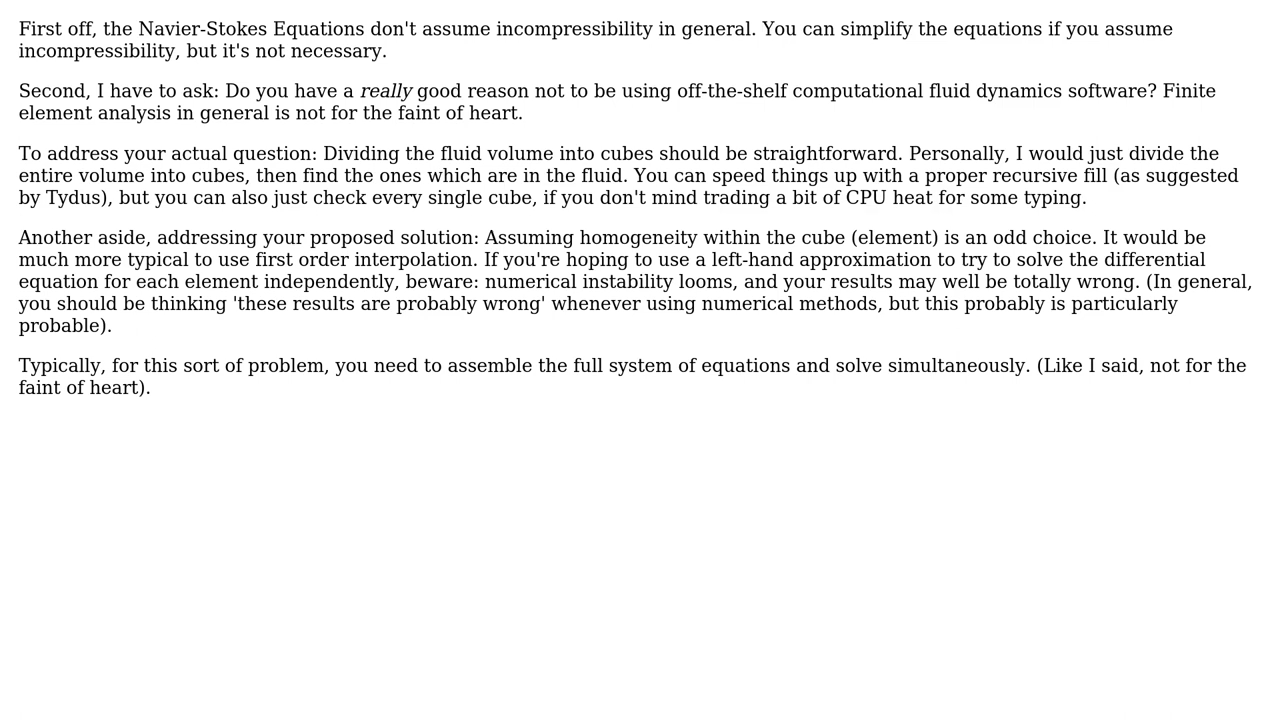 First off, the Navier-Stokes Equations don't assume incompressibility in general. You can simplify the equations if you assume
incompressibility, but it's not necessary.
Second, I have to ask: Do you have a really good reason not to be using off-the-shelf computational fluid dynamics software? Finite
element analysis in general is not for the faint of heart.
To address your actual question: Dividing the fluid volume into cubes should be straightforward. Personally, I would just divide the
entire volume into cubes, then find the ones which are in the fluid. You can speed things up with a proper recursive fill (as suggested
by Tydus), but you can also just check every single cube, if you don't mind trading a bit of CPU heat for some typing.
Another aside, addressing your proposed solution: Assuming homogeneity within the cube (element) is an odd choice. It would be
much more typical to use first order interpolation. If you're hoping to use a left-hand approximation to try to solve the differential
equation for each element independently, beware: numerical instability looms, and your results may well be totally wrong. (In general,
you should be thinking 'these results are probably wrong' whenever using numerical methods, but this probably is particularly
probable).
Typically, for this sort of problem, you need to assemble the full system of equations and solve simultaneously. (Like I said, not for the
faint of heart).